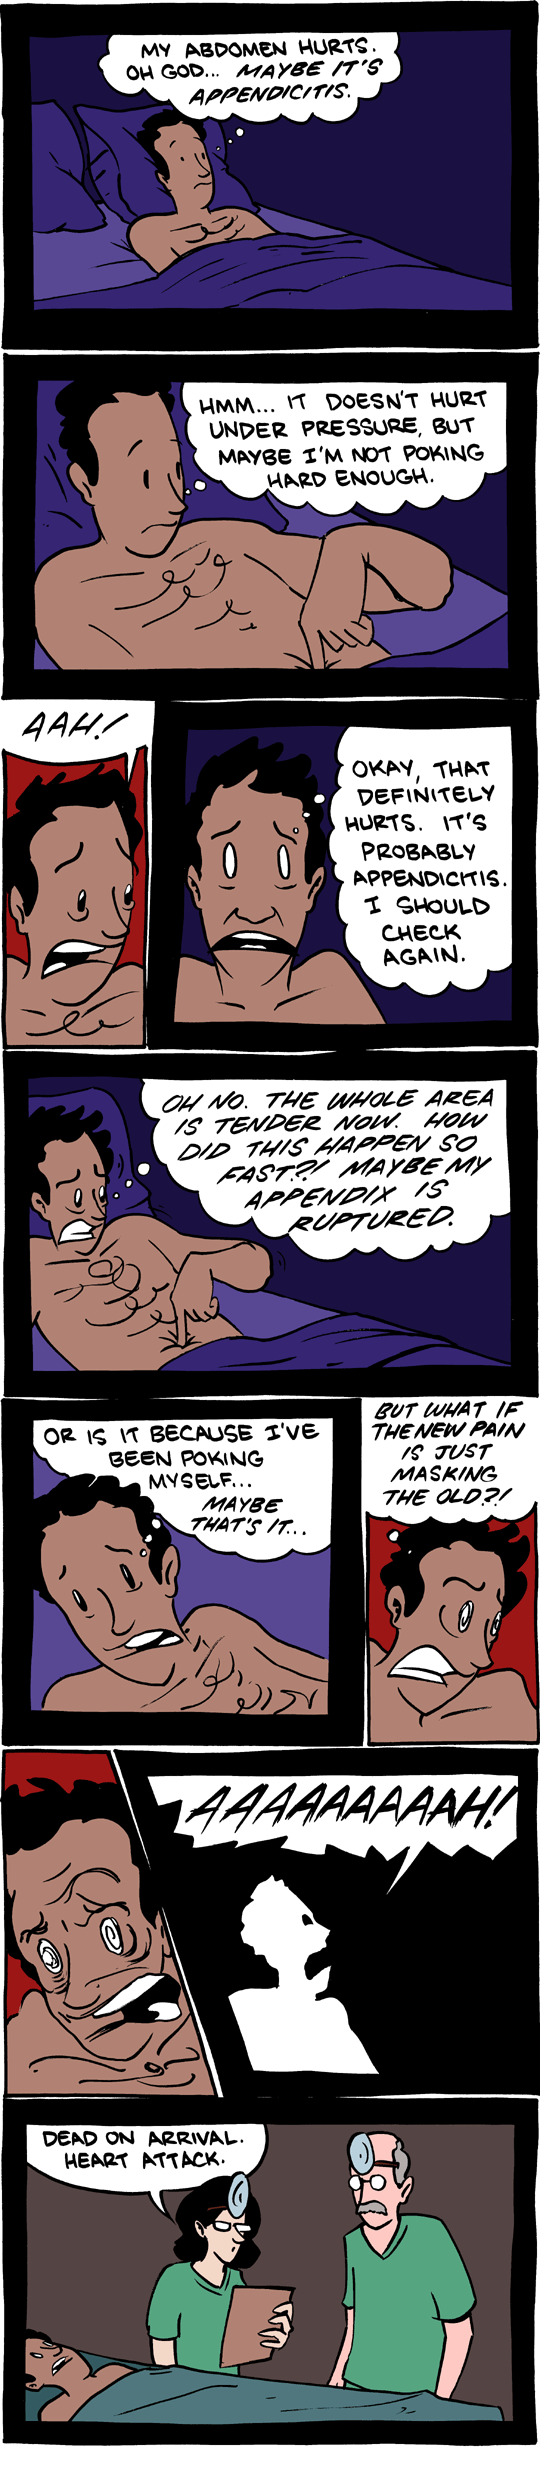 MY ABDOMEN HURTS.
OH GOD... MAYBE IT'S
APPENDICITIS.
HMM... IT DOESN'T HURT
UNDER PRESSURE, BUT
MAYBE I'M NOT POKING
HARD ENOUGH.
AAH!
OKAY, THAT
DEFINITELY
HURTS. IT'S
PROBABLY
APPENDICITIS.
I SHOULD
CHECK
AGAIN.
OH NO. THE WHOLE AREA
IS TENDER NOW. HOW
DID THIS HAPPEN SO
FAST?! MAYBE MY
APPENDIX IS
RUPTURED.
OR IS IT BECAUSE I'VE
BEEN POKING
MYSELF...
MAYBE
THAT'S IT...
BUT WHAT IF
THE NEW PAIN
IS JUST
MASKING
THE OLD?!
AAAAAAAAAH!
DEAD ON ARRIVAL.
HEART ATTACK.